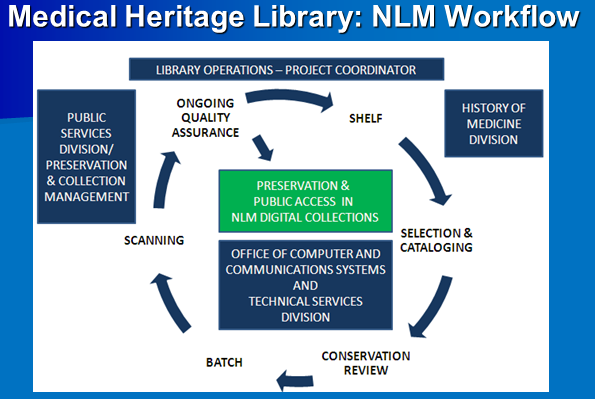 Medical Heritage Library: NLM Workflow
LIBRARY OPERATIONS – PROJECT COORDINATOR
PUBLIC
SERVICES
DIVISION/
PRESERVATION
& COLLECTION
MANAGEMENT
ONGOING
QUALITY
ASSURANCE
SHELF
HISTORY OF
MEDICINE
DIVISION
PRESERVATION &
PUBLIC ACCESS IN
NLM DIGITAL COLLECTIONS
SCANNING
SELECTION &
CATALOGING
OFFICE OF COMPUTER AND
COMMUNICATIONS SYSTEMS
AND
TECHNICAL SERVICES
DIVISION
BATCH
CONSERVATION
REVIEW